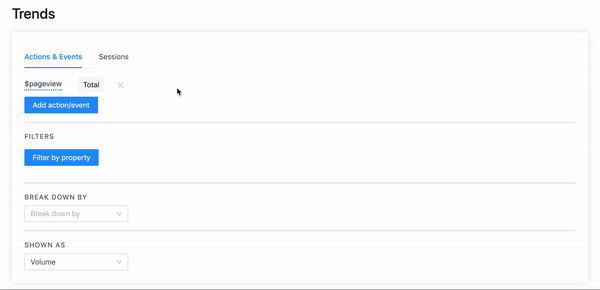 Trends
Actions & Events Sessions
$pageview Total
Add action/event
FILTERS
Filter by property
BREAK DOWN BY
Break down by
SHOWN AS
Volume